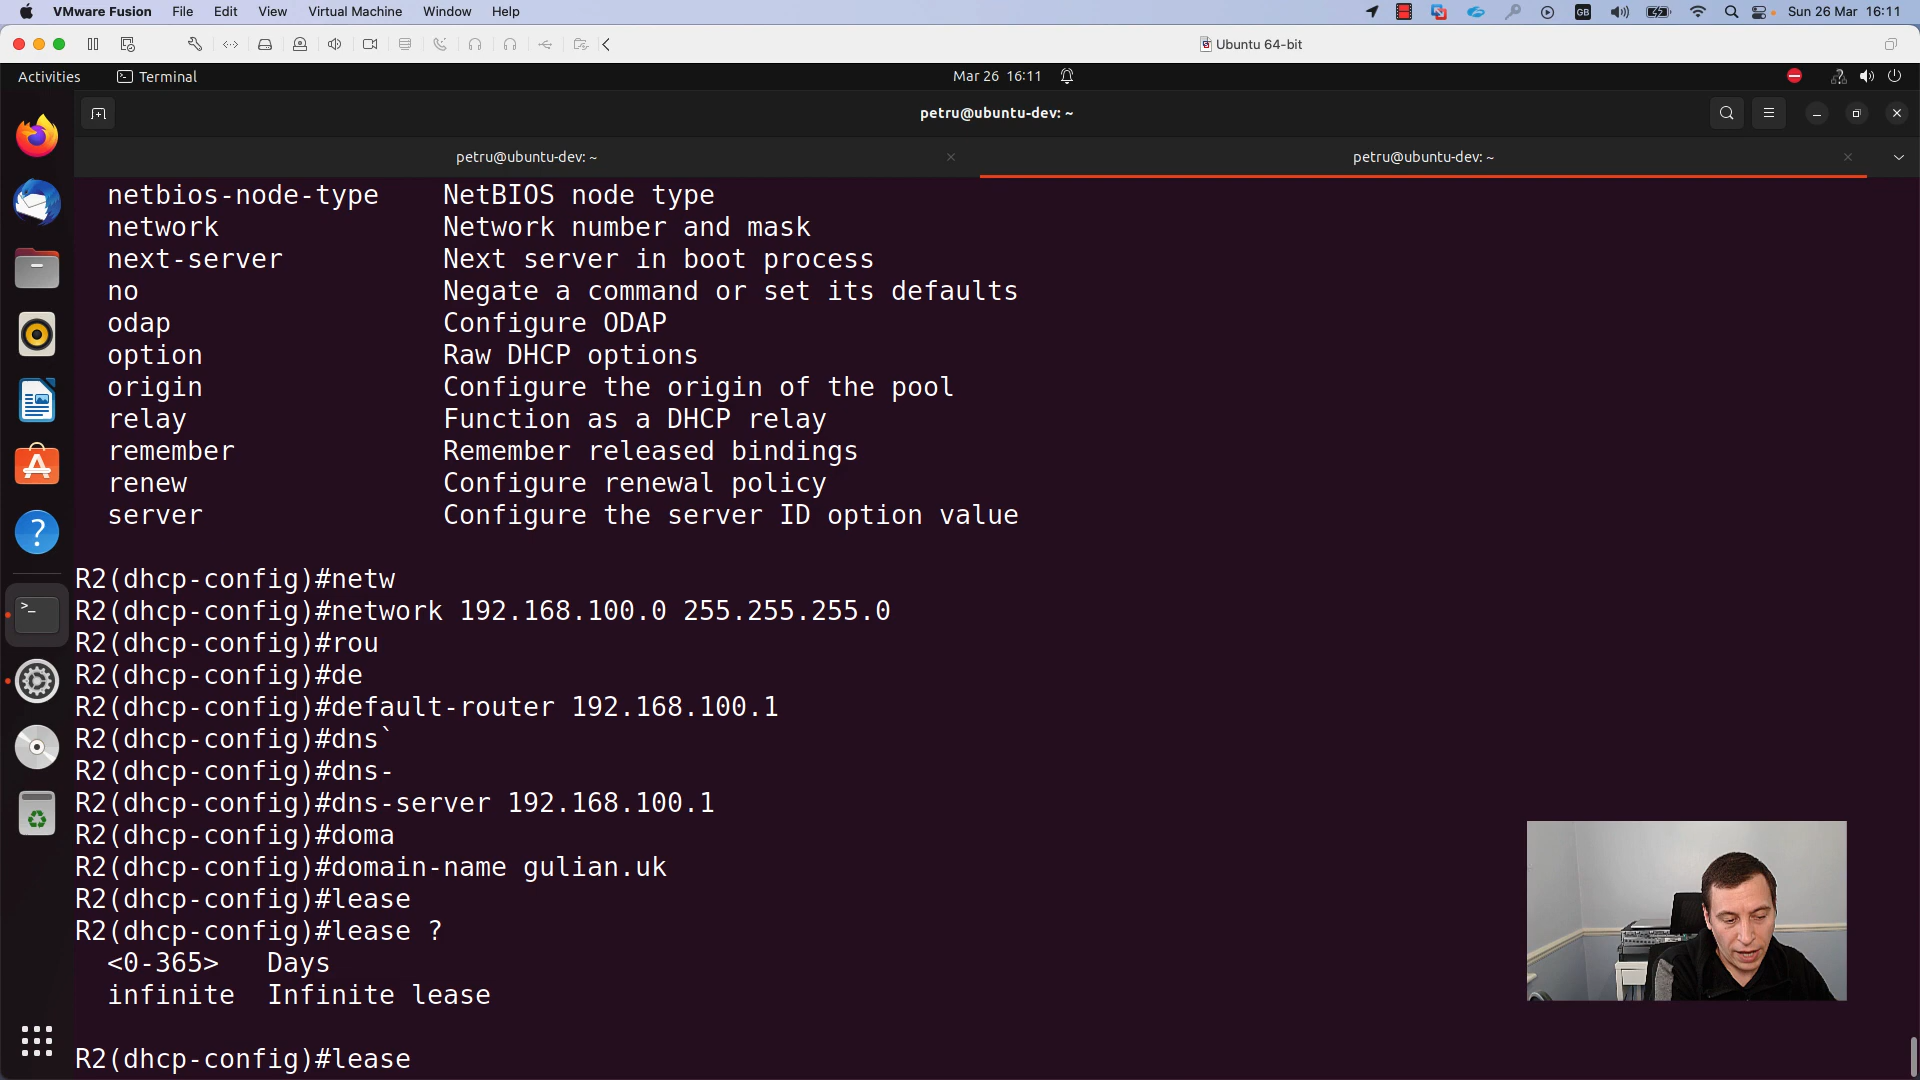 VMware Fusion File Edit View Virtual Machine Window Help GB Sun 26 Mar 16:11
Ubuntu 64-bit
Activities Terminal Mar 26 16:11
petru@ubuntu-dev: ~
petru@ubuntu-dev: ~ petru@ubuntu-dev: ~
netbios-node-type NetBIOS node type
network Network number and mask
next-server Next server in boot process
no Negate a command or set its defaults
odap Configure ODAP
option Raw DHCP options
origin Configure the origin of the pool
relay Function as a DHCP relay
remember Remember released bindings
renew Configure renewal policy
server Configure the server ID option value
R2(dhcp-config)#netw
R2(dhcp-config)#network 192.168.100.0 255.255.255.0
R2(dhcp-config)#rou
R2(dhcp-config)#de
R2(dhcp-config)#default-router 192.168.100.1
R2(dhcp-config)#dns`
R2(dhcp-config)#dns-
R2(dhcp-config)#dns-server 192.168.100.1
R2(dhcp-config)#doma
R2(dhcp-config)#domain-name gulian.uk
R2(dhcp-config)#lease
R2(dhcp-config)#lease ?
<0-365> Days
infinite Infinite lease
R2(dhcp-config)#lease